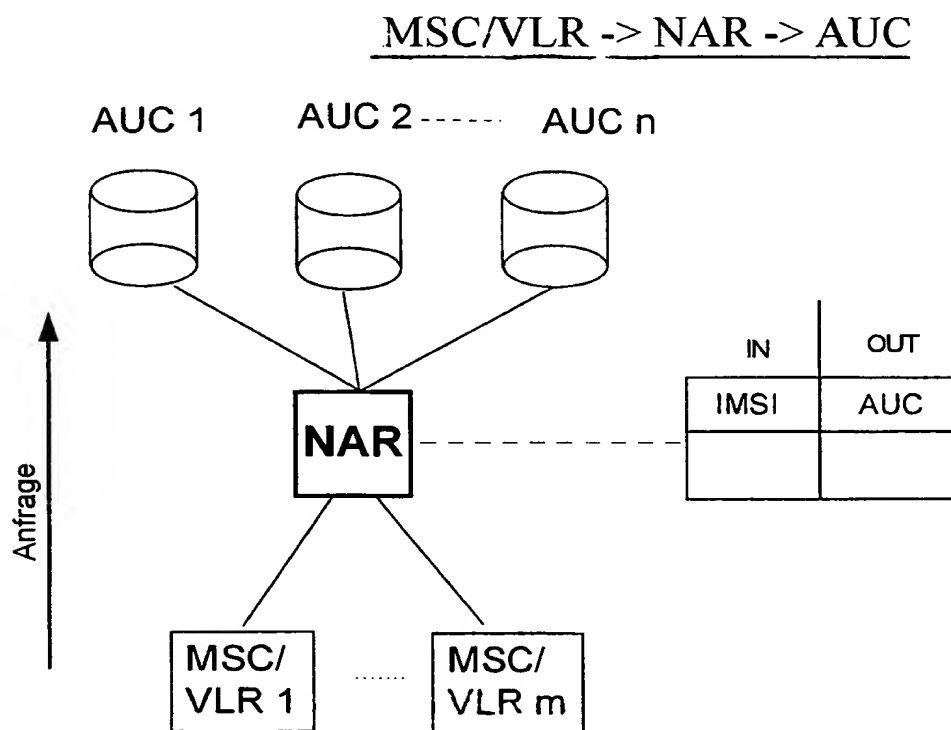 MSC/VLR -> NAR -> AUC
AUC 1 AUC 2 ------ AUC n
IN OUT
IMSI AUC
NAR
Anfrage
MSC/ VLR 1
...... MSC/ VLR m